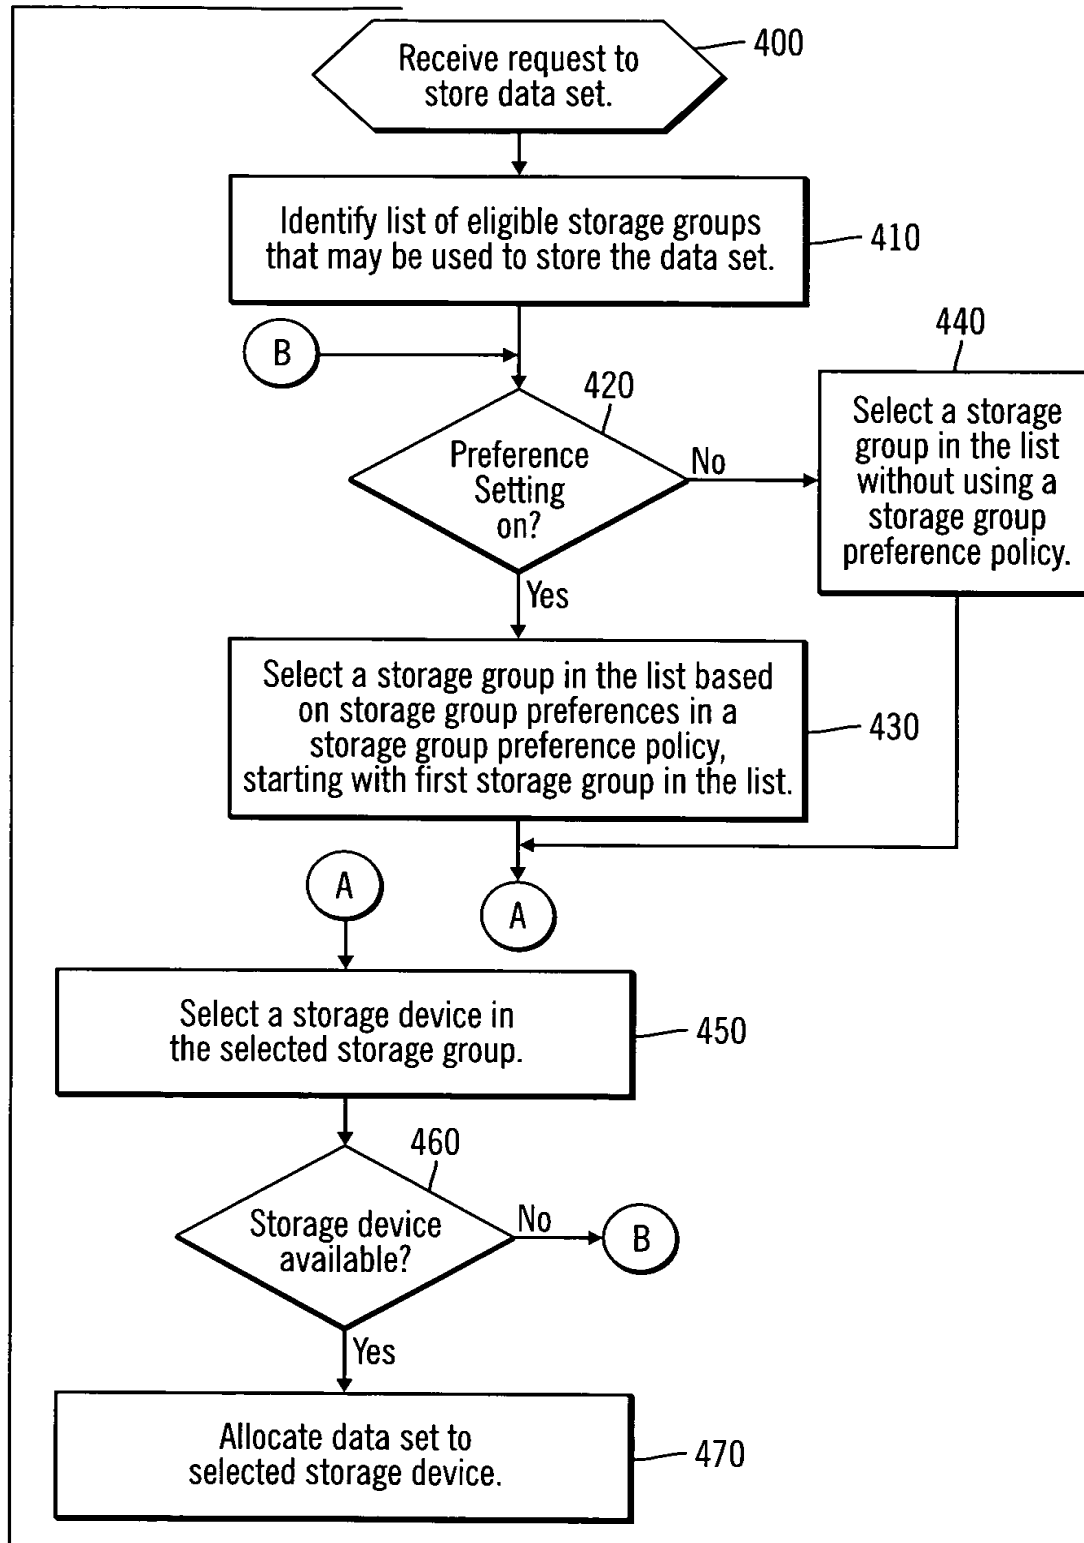 Receive request to
store data set.
400
Identify list of eligible storage groups
that may be used to store the data set.
410
B
420
440
Preference
Setting
on?
No
Select a storage
group in the list
without using a
storage group
preference policy.
Yes
Select a storage group in the list based
on storage group preferences in a
storage group preference policy,
starting with first storage group in the list.
430
A
A
Select a storage device in
the selected storage group.
450
460
Storage device
available?
No
B
Yes
Allocate data set to
selected storage device.
470